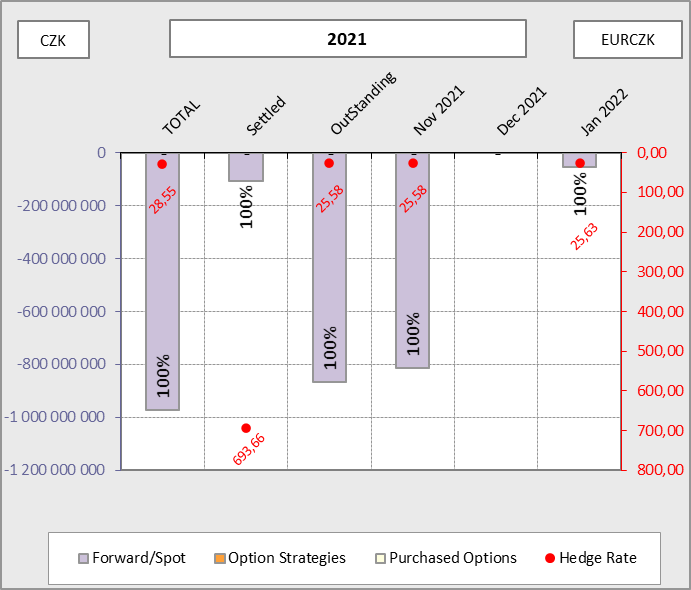 CZK
2021
EURCZK
TOTAL
Settled
OutStanding
Nov 2021
Dec 2021
Jan 2022
0
-200 000 000
-400 000 000
-600 000 000
-800 000 000
-1 000 000 000
-1 200 000 000
0,00
100,00
200,00
300,00
400,00
500,00
600,00
700,00
800,00
28,55
100%
100%
693,66
25,58
100%
25,58
100%
100%
25,63
Forward/Spot
Option Strategies
Purchased Options
Hedge Rate